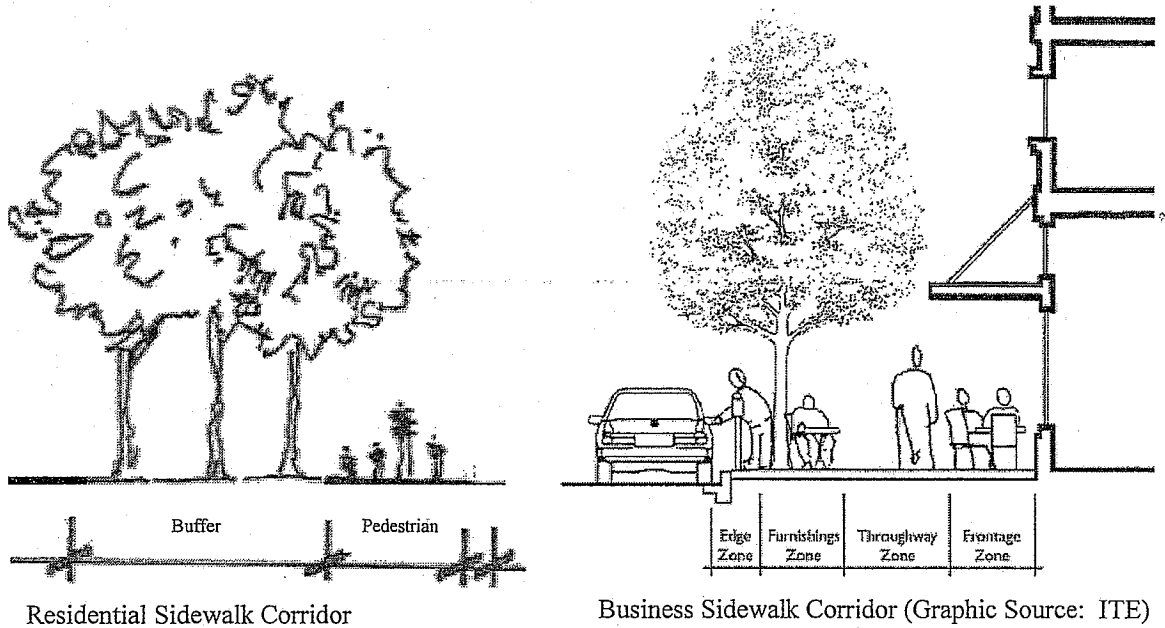 Buffer
Pedestrian
Residential Sidewalk Corridor
Edge Zone
Furnishings Zone
Throughway Zone
Frontage Zone
Business Sidewalk Corridor (Graphic Source: ITE)